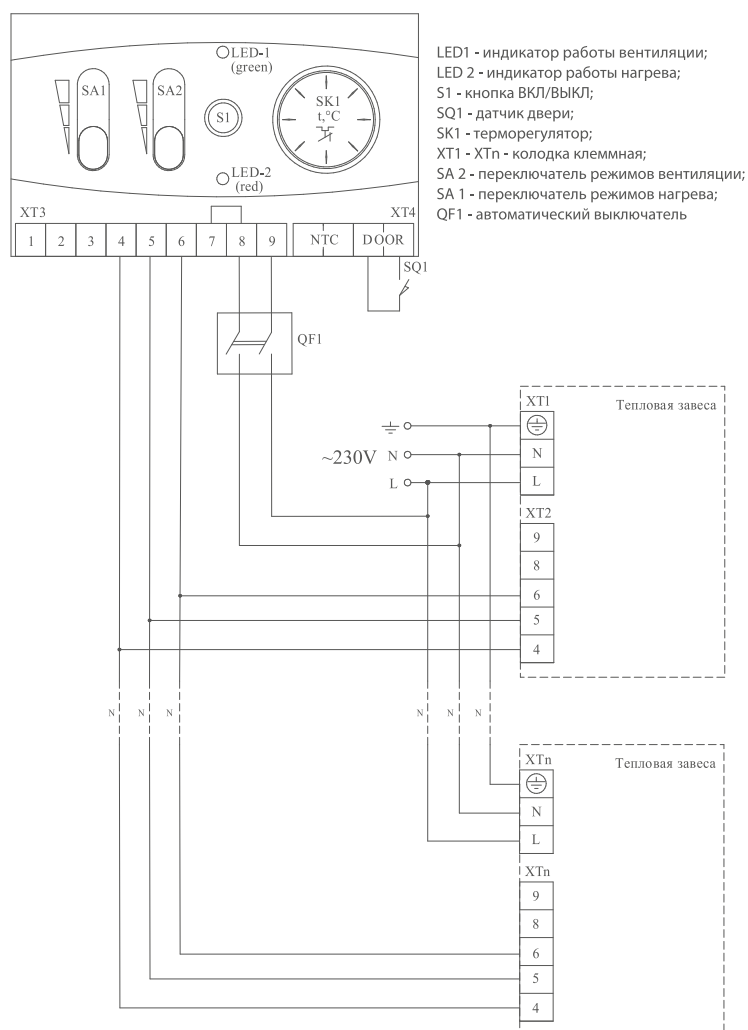 LED-1
(green)
SA1
SA2
S1
SK1
t,°C
LED-2
(red)
XT3
XT4
1 2 3 4 5 6 7 8 9 NTC DOOR
SQ1
QF1
LED1 - индикатор работы вентиляции;
LED 2 - индикатор работы нагрева;
S1 - кнопка ВКЛ/ВЫКЛ;
SQ1 - датчик двери;
SK1 - терморегулятор;
XT1 - XTn - колодка клеммная;
SA 2 - переключатель режимов вентиляции;
SA 1 - переключатель режимов нагрева;
QF1 - автоматический выключатель
XT1
Тепловая завеса
~230V
N
L
N
L
XT2
9
8
6
5
4
N N N N N N
XTn
Тепловая завеса
N
L
XTn
9
8
6
5
4